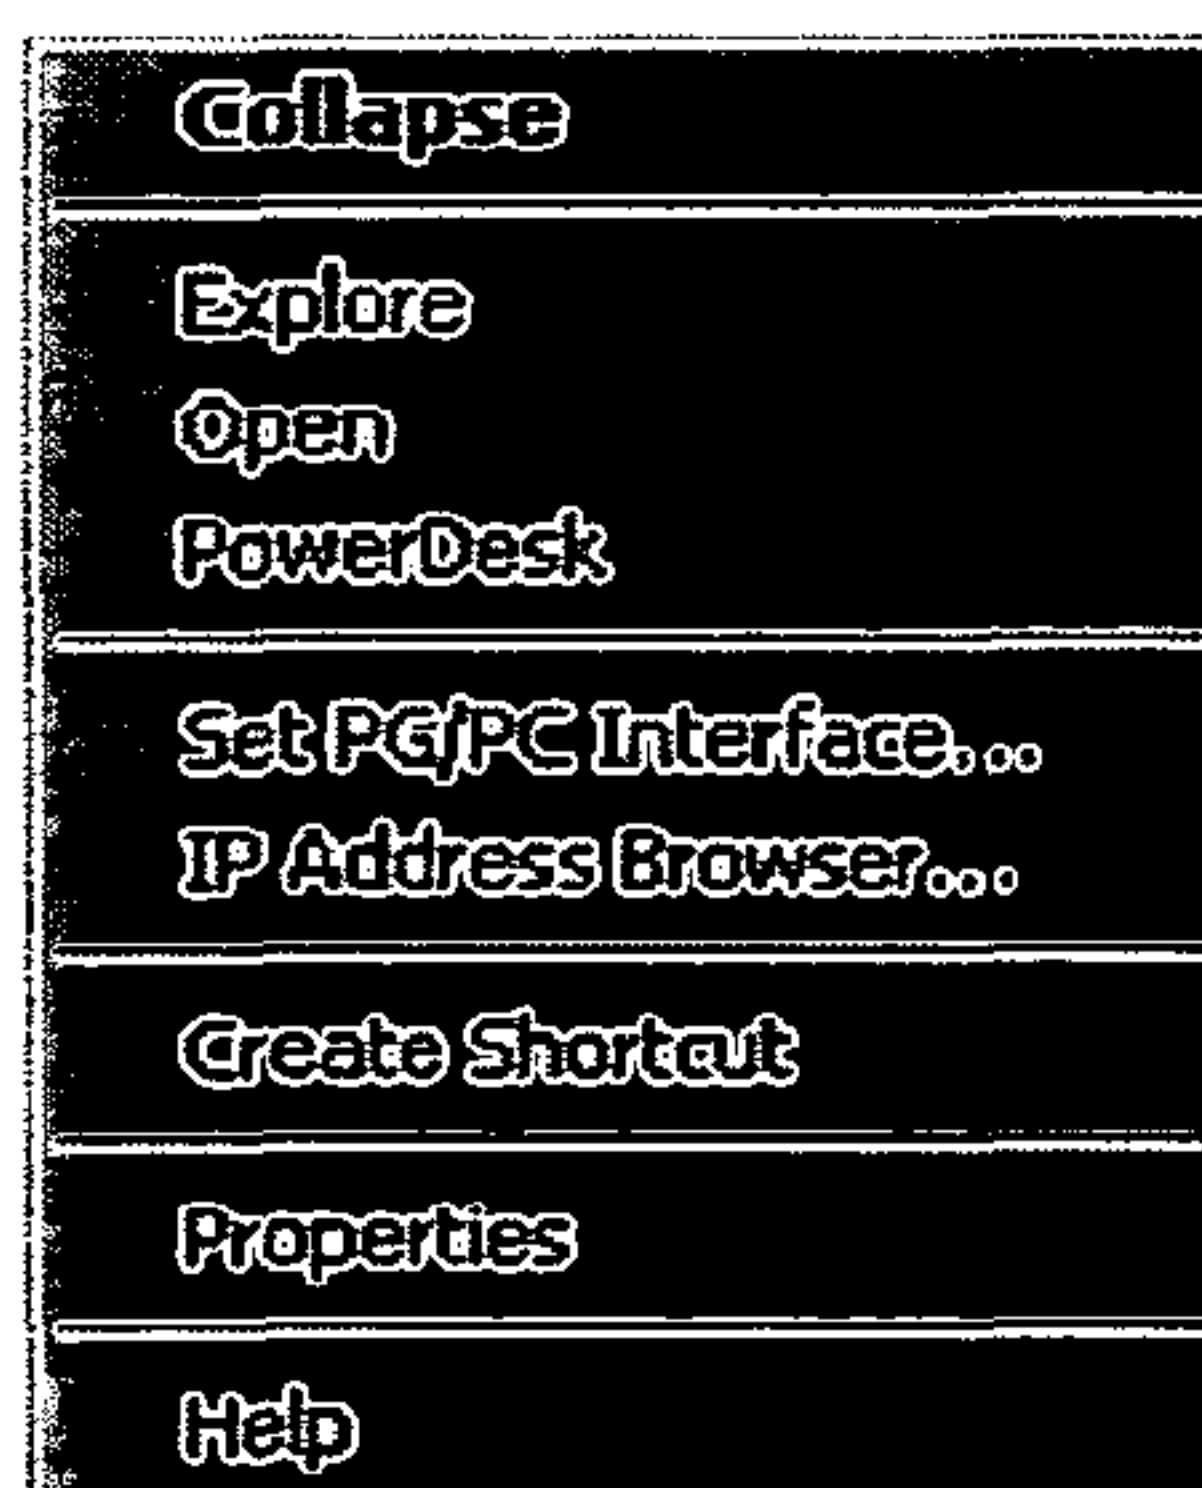 Collapse
Explore
Open
PowerDesk
Set PG/PC Interface...
IP Address Browser...
Create Shortcut
Properties
Help